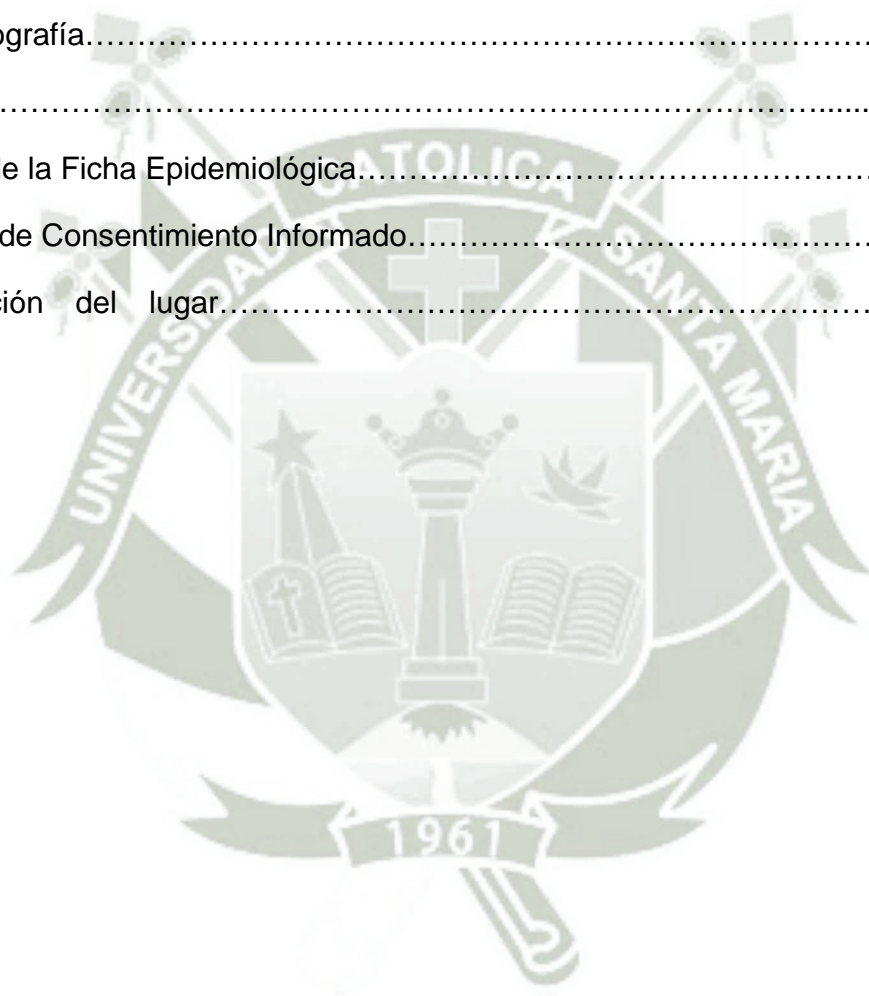 ografía……………………………………………………………………………….
………………………………………………………………………………......
e la Ficha Epidemiológica……………………………………………….
de Consentimiento Informado………………………………………….
ción del lugar……………………………………………………………….
UNIVERSIDAD CATOLICA SANTA MARIA
1961